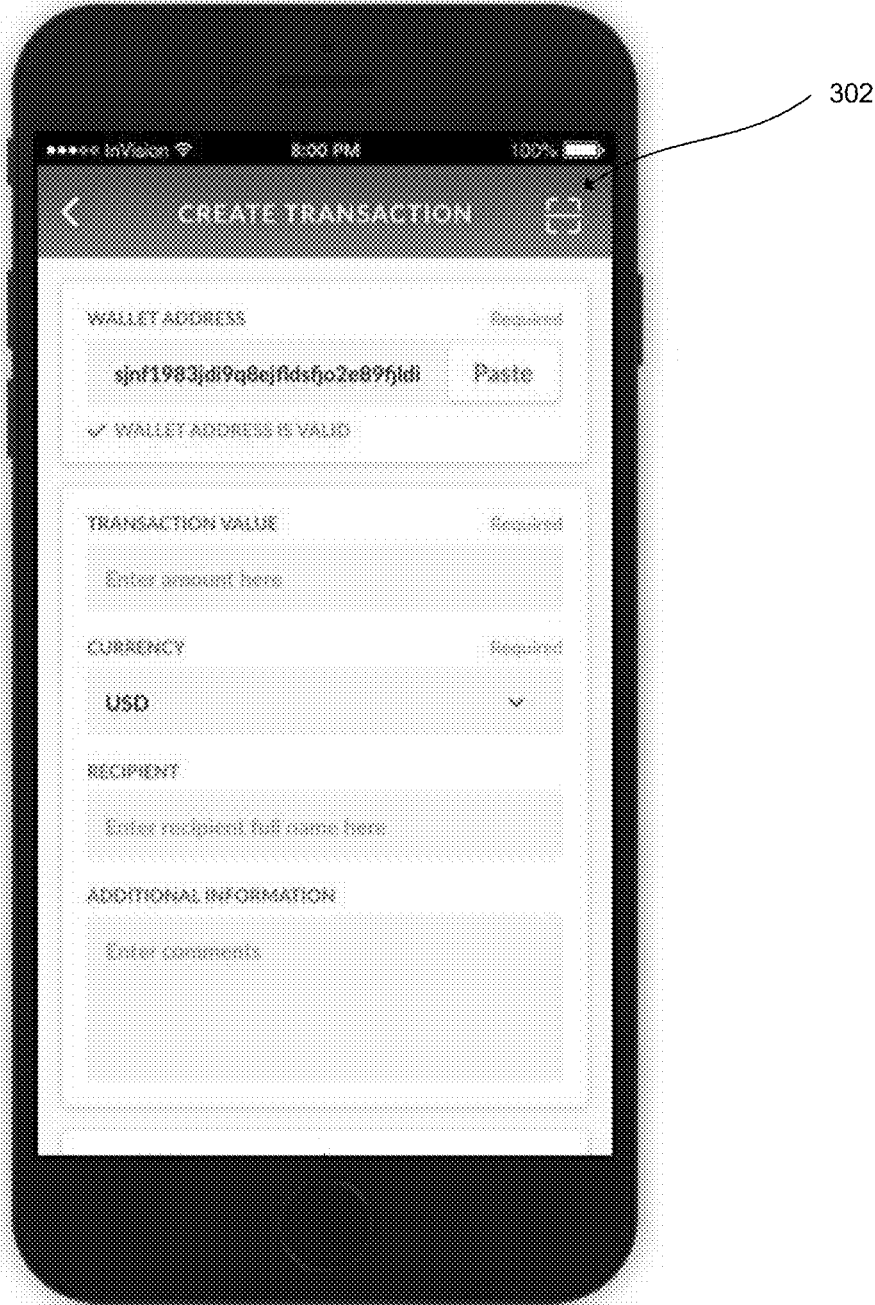 302
InVision 8:00 PM 100%
CREATE TRANSACTION
WALLET ADDRESS Required
Paste
WALLET ADDRESS IS VALID
TRANSACTION VALUE Required
Enter amount here
CURRENCY Required
USD
RECIPIENT
Enter recipient full name here
ADDITIONAL INFORMATION
Enter comments